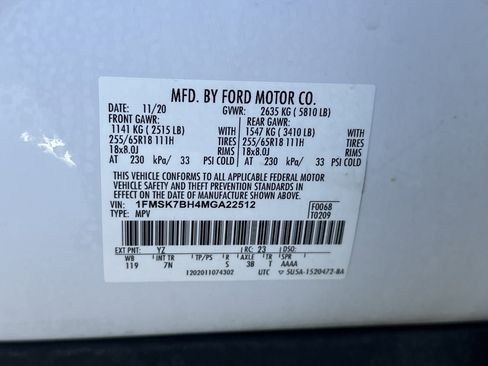 MFD. BY FORD MOTOR CO.
DATE: 11/20 GVWR: 2635 KG ( 5810 LB)
FRONT GAWR: REAR GAWR:
1141 KG ( 2515 LB) WITH 1547 KG ( 3410 LB) WITH
255/65R18 111H TIRES 255/65R18 111H TIRES
18x8.0J RIMS 18x8.0J RIMS
AT 230 kPa/ 33 PSI COLD AT 230 kPa/ 33 PSI COLD
THIS VEHICLE CONFORMS TO ALL APPLICABLE FEDERAL MOTOR
VEHICLE SAFETY AND THEFT PREVENTION STANDARDS IN
EFFECT ON THE DATE OF MANUFACTURE SHOWN ABOVE.
VIN: 1FMSK7BH4MGA22512 F0068
TYPE: MPV T0209
EXT PNT: YZ RC: 23 DSO:
WB INT TR TP/PS R AXLE TR SPR
119 7N S 3B T AAAA
1202011074302 UTC 5U5A-1520472-BA